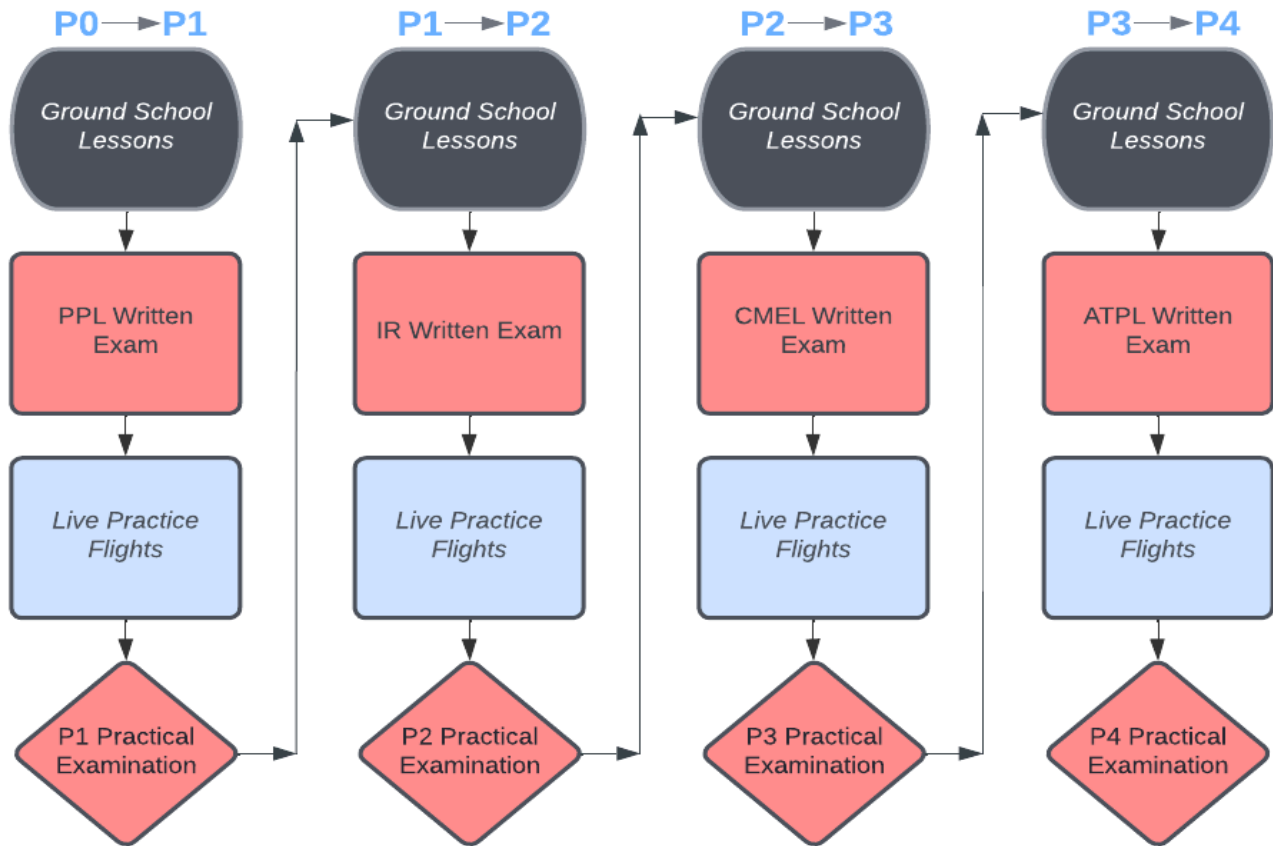 P0 P1
Ground School
Lessons
PPL Written
Exam
Live Practice
Flights
P1 Practical
Examination
P1 P2
Ground School
Lessons
IR Written Exam
Live Practice
Flights
P2 Practical
Examination
P2 P3
Ground School
Lessons
CMEL Written
Exam
Live Practice
Flights
P3 Practical
Examination
P3 P4
Ground School
Lessons
ATPL Written
Exam
Live Practice
Flights
P4 Practical
Examination